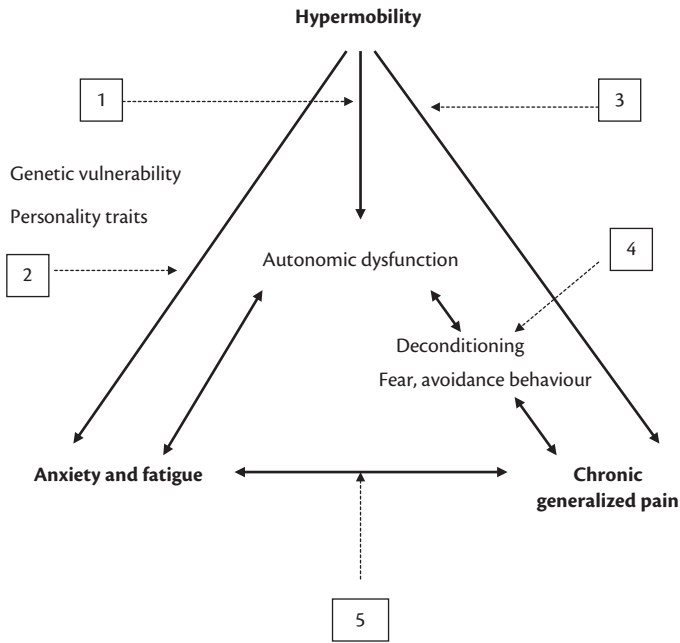 Hypermobility
1
3
Genetic vulnerability
Personality traits
2
Autonomic dysfunction
4
Deconditioning
Fear, avoidance behaviour
Anxiety and fatigue
Chronic
generalized pain
5